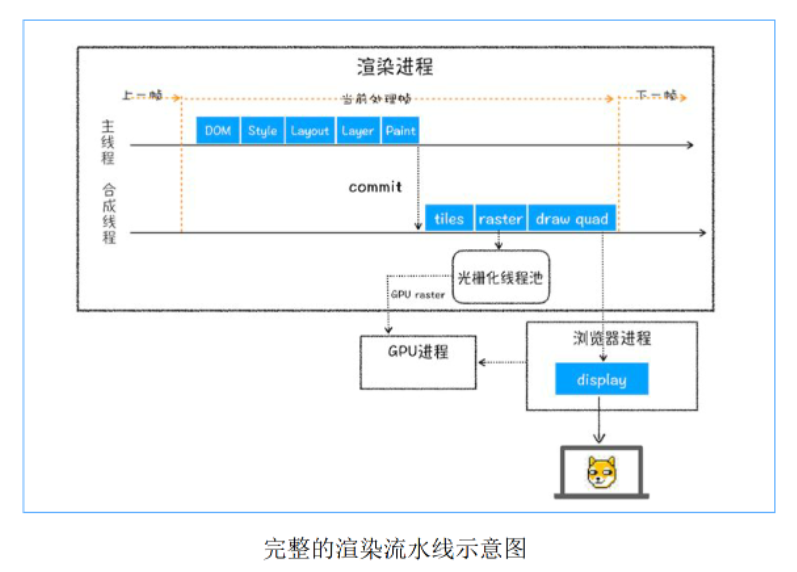 渲染进程
上一帧
当前处理帧
下一帧
主线程
DOM
Style
Layout
Layer
Paint
commit
合成线程
tiles
raster
draw quad
光栅化线程池
GPU raster
GPU进程
浏览器进程
display
完整的渲染流水线示意图